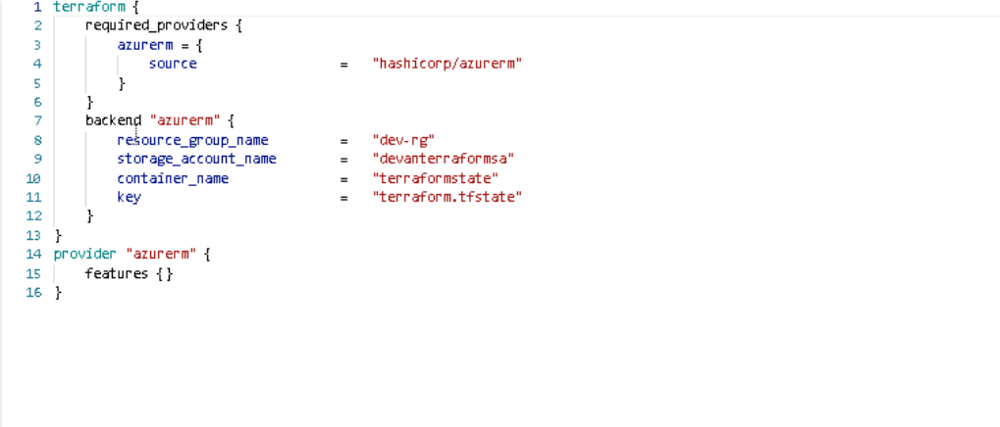 1 terraform {
2     required_providers {
3         azurerm = {
4             source                  =   "hashicorp/azurerm"
5         }
6     }
7     backend "azurerm" {
8         resource_group_name         =   "dev-rg"
9         storage_account_name        =   "devanterraformsa"
10         container_name              =   "terraformstate"
11         key                         =   "terraform.tfstate"
12     }
13 }
14 provider "azurerm" {
15     features {}
16 }